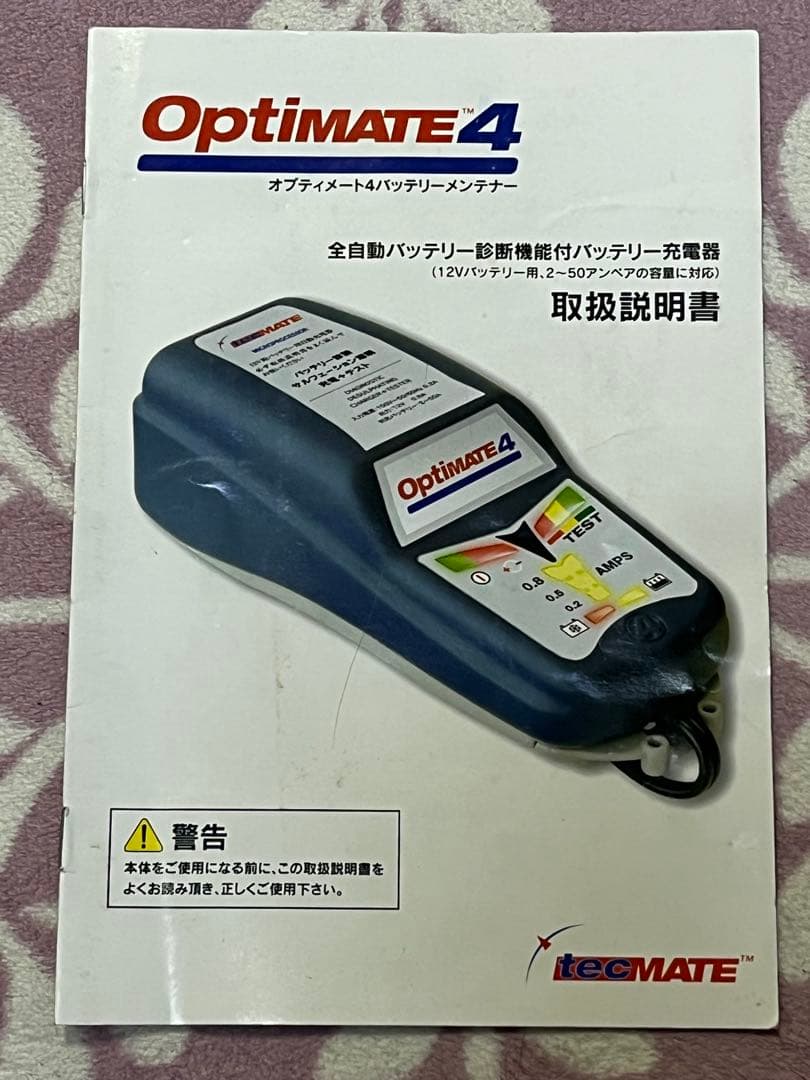 OptiMATE™4
オプティメート4バッテリーメンテナー
全自動バッテリー診断機能付バッテリー充電器
(12Vバッテリー用、2〜50アンペアの容量に対応)
取扱説明書
tecMATE
MICROPROCESSOR
バッテリー診断
サルフェーション溶解
充電+テスト
DIAGNOSTIC
DESULPHATING
CHARGER+TESTER
OptiMATE4
TEST
AMPS
0.8
0.5
0.2
警告
本体をご使用になる前に、この取扱説明書を
よくお読み頂き、正しくご使用下さい。
tecMATE™